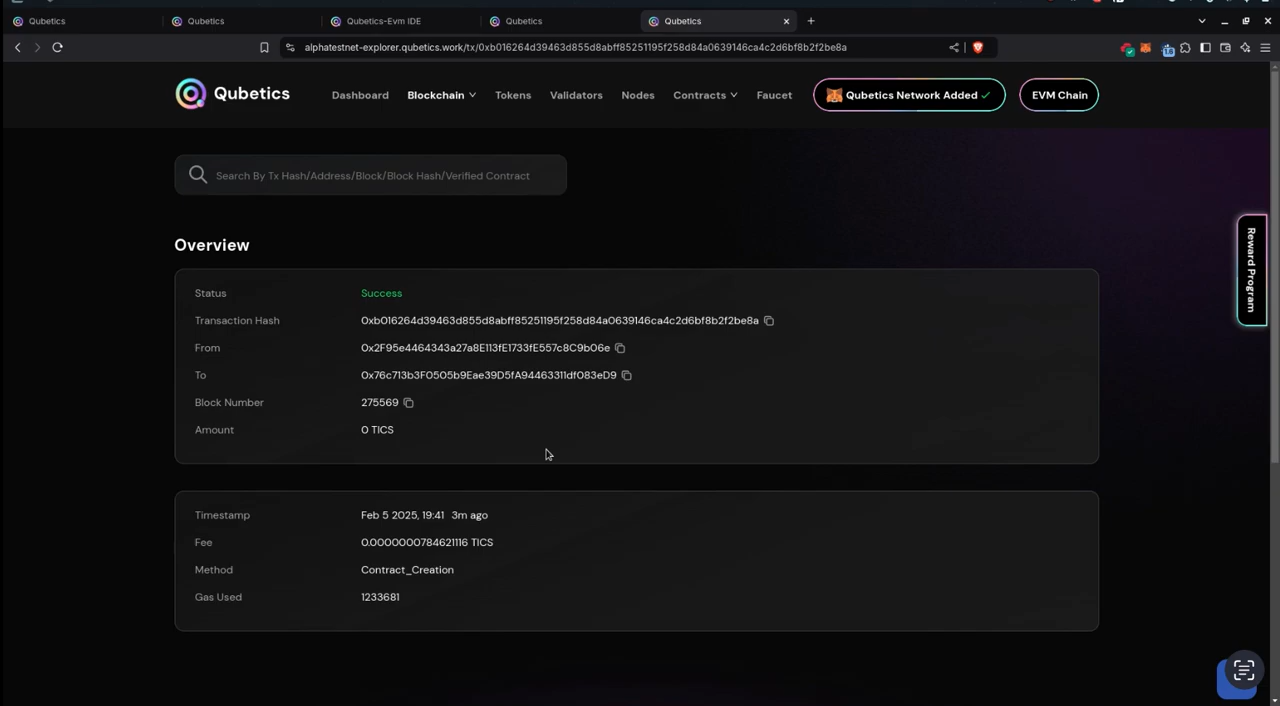 Qubetics
Qubetics
Qubetics-Evm IDE
Qubetics
Qubetics
alphatestnet-explorer.qubetics.work/tx/0xb016264d39463d855d8abff85251195f258d84a0639146ca4c2d6bf8b2f2be8a
18
Qubetics
Dashboard
Blockchain
Tokens
Validators
Nodes
Contracts
Faucet
Qubetics Network Added
EVM Chain
Search By Tx Hash/Address/Block/Block Hash/Verified Contract
Reward Program
Overview
Status Success
Transaction Hash 0xb016264d39463d855d8abff85251195f258d84a0639146ca4c2d6bf8b2f2be8a
From 0x2F95e4464343a27a8E113fE1733fE557c8C9b06e
To 0x76c713b3F0505b9Eae39D5fA94463311df083eD9
Block Number 275569
Amount 0 TICS
Timestamp Feb 5 2025, 19:41 3m ago
Fee 0.0000000784621116 TICS
Method Contract_Creation
Gas Used 1233681